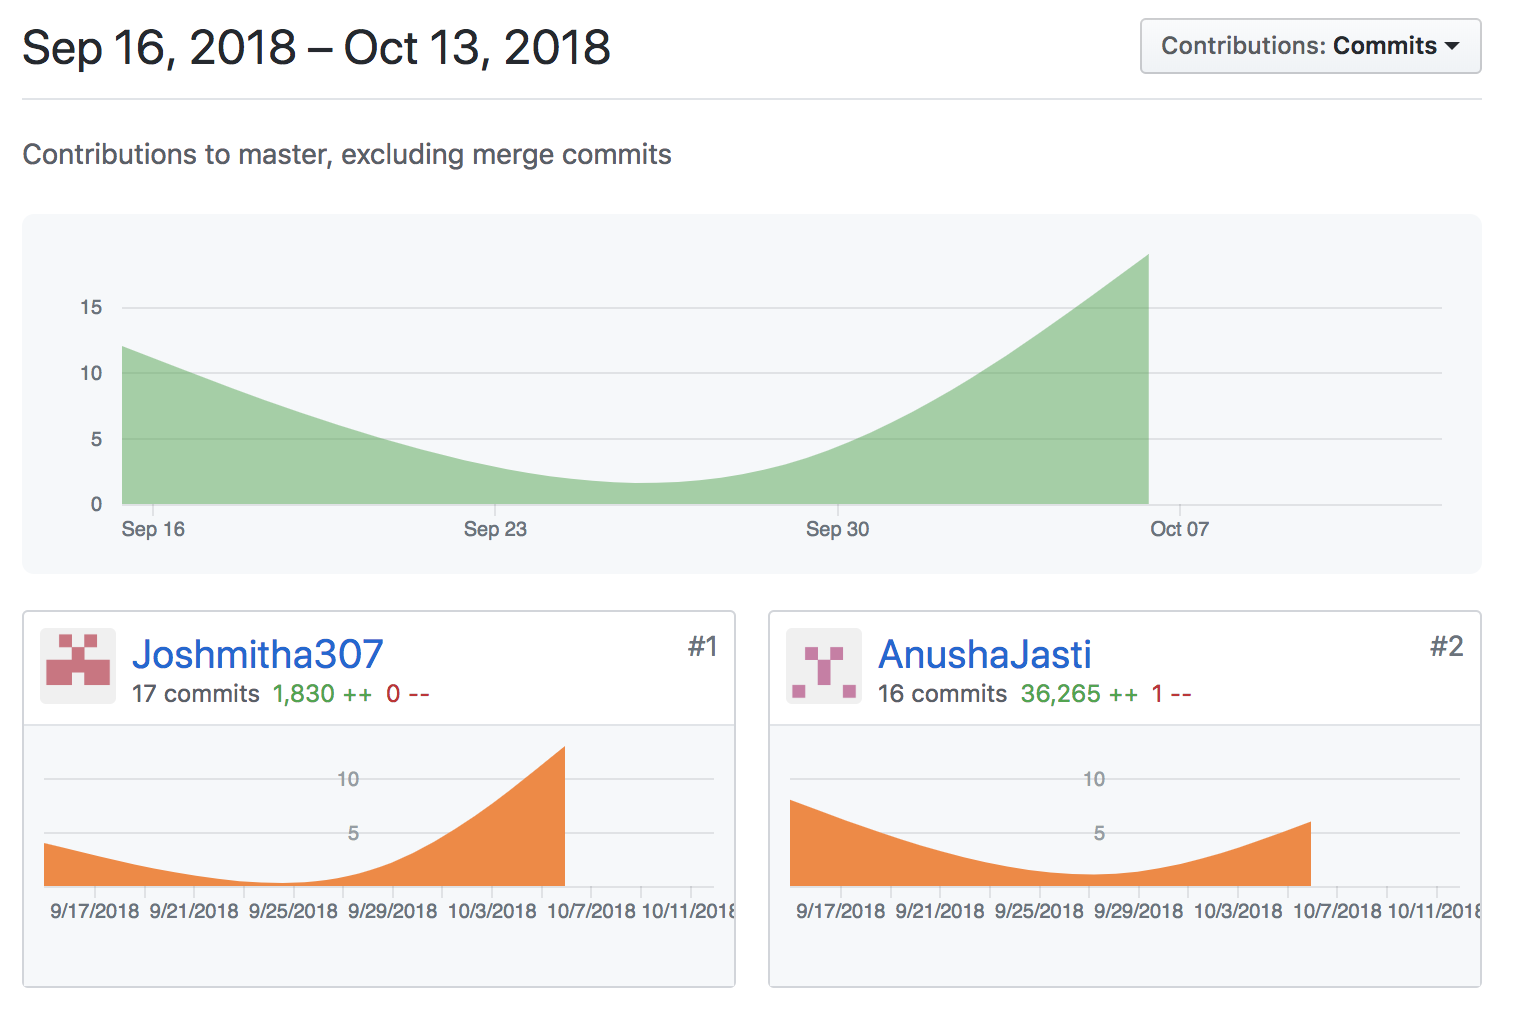 Sep 16, 2018 – Oct 13, 2018
Contributions: Commits
Contributions to master, excluding merge commits
15
10
5
0
Sep 16 Sep 23 Sep 30 Oct 07
Joshmitha307 #1
17 commits 1,830 ++ 0 --
10
5
9/17/2018 9/21/2018 9/25/2018 9/29/2018 10/3/2018 10/7/2018 10/11/2018
AnushaJasti #2
16 commits 36,265 ++ 1 --
10
5
9/17/2018 9/21/2018 9/25/2018 9/29/2018 10/3/2018 10/7/2018 10/11/2018